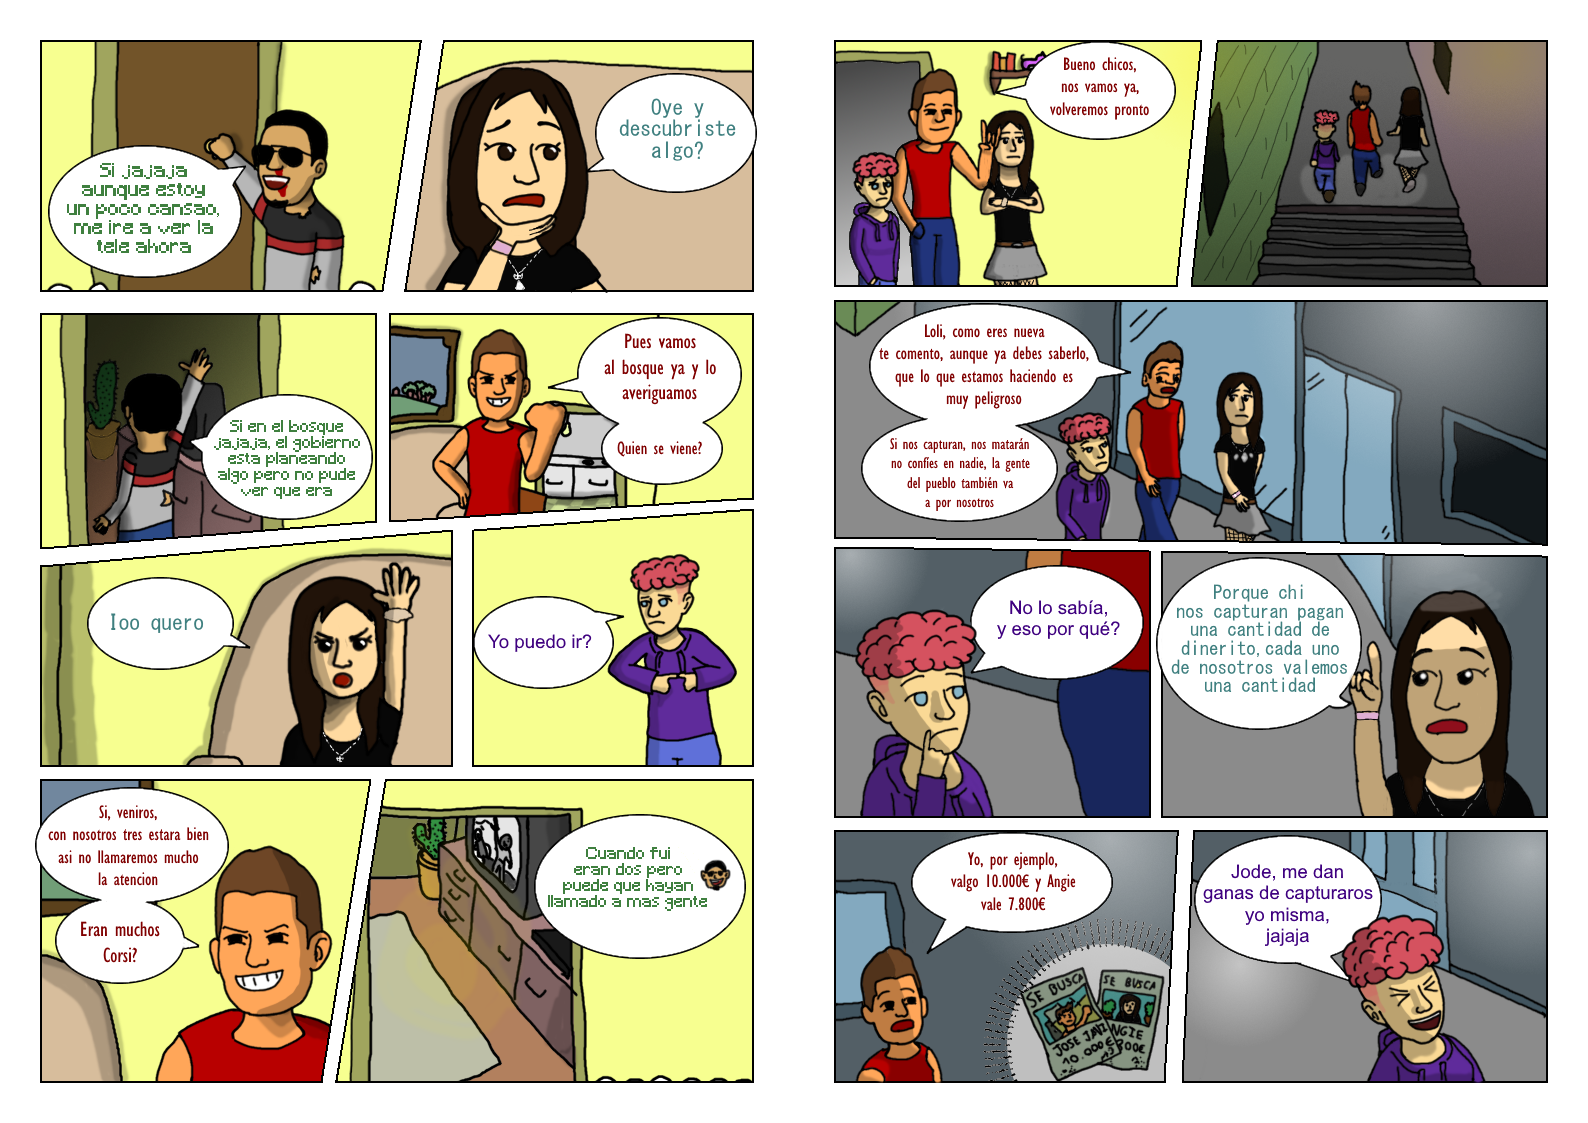 Si jajaja
aunque estoy
un poco cansao,
me ire a ver la
tele ahora
Oye y
descubriste
algo?
Si en el bosque
jajaja, el gobierno
esta planeando
algo pero no pude
ver que era
Pues vamos
al bosque ya y lo
averiguamos
Quien se viene?
Ioo quero
Yo puedo ir?
Si, veniros,
con nosotros tres estara bien
asi no llamaremos mucho
la atencion
Eran muchos
Corsi?
Cuando fui
eran dos pero
puede que hayan
llamado a mas gente
Bueno chicos,
nos vamos ya,
volveremos pronto
Loli, como eres nueva
te comento, aunque ya debes saberlo,
que lo que estamos haciendo es
muy peligroso
Si nos capturan, nos matarán
no confíes en nadie, la gente
del pueblo también va
a por nosotros
No lo sabía,
y eso por qué?
Porque chi
nos capturan pagan
una cantidad de
dinerito,cada uno
de nosotros valemos
una cantidad
Yo, por ejemplo,
valgo 10.000€ y Angie
vale 7.800€
SE BUSCA
JOSE JAVI
10.000€
SE BUSCA
NGIE
800€
Jode, me dan
ganas de capturaros
yo misma,
jajaja